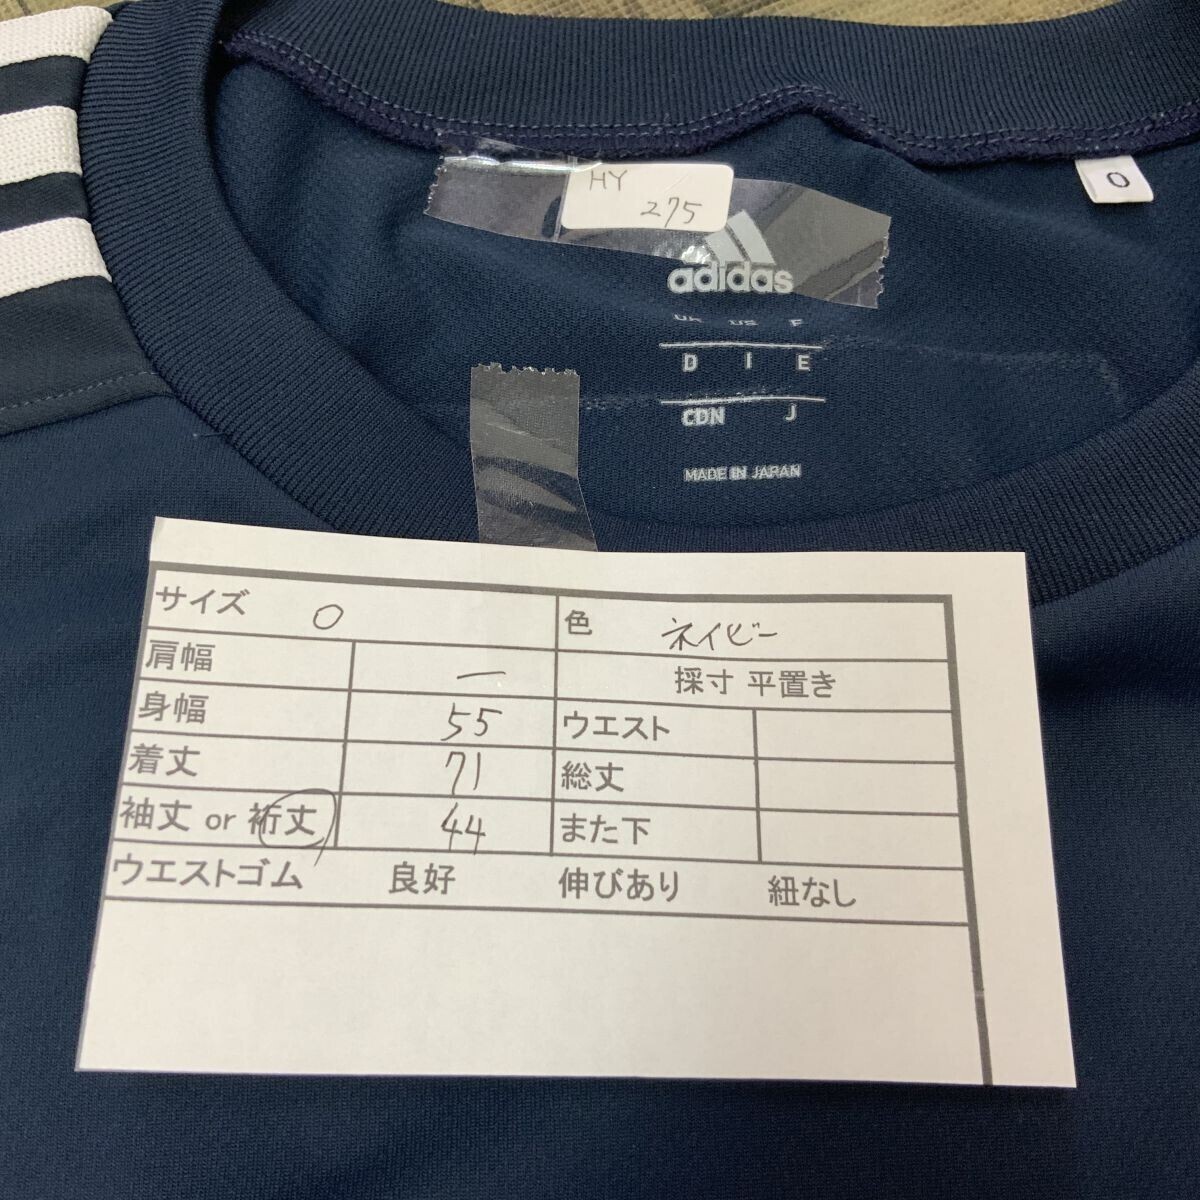 HY
275
O
adidas
UK US F
D I E
CDN J
MADE IN JAPAN
サイズ O 色 ネイビー
肩幅 ー 採寸 平置き
身幅 55 ウエスト
着丈 71 総丈
袖丈 or 裄丈 44 また下
ウエストゴム 良好 伸びあり 紐なし